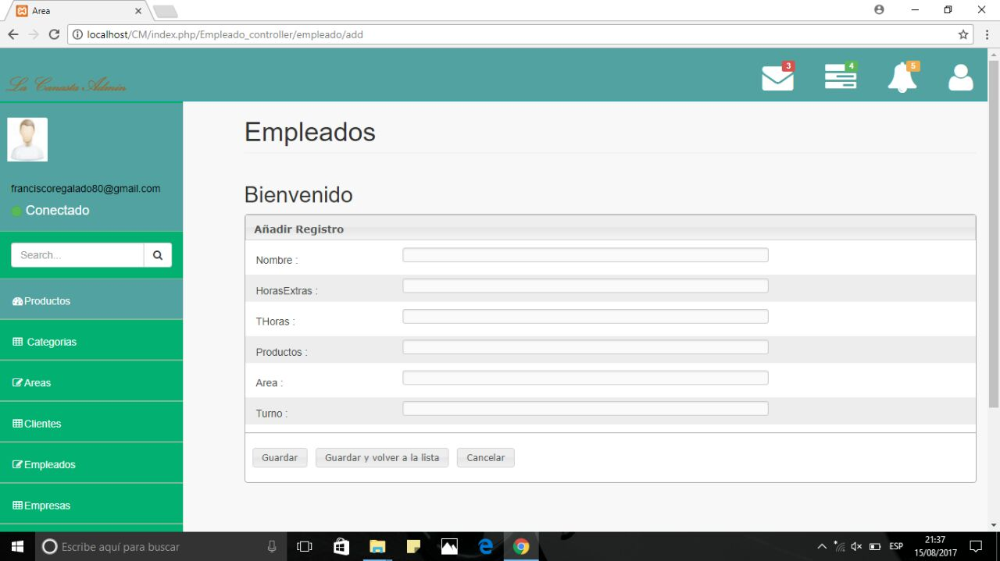 Area
localhost/CM/index.php/Empleado_controller/empleado/add
La Canasta Admin
3
4
5
franciscoregalado80@gmail.com
Conectado
Search...
Productos
Categorias
Areas
Clientes
Empleados
Empresas
Empleados
Bienvenido
Añadir Registro
Nombre :
HorasExtras :
THoras :
Productos :
Area :
Turno :
Guardar
Guardar y volver a la lista
Cancelar
Escribe aquí para buscar
ESP
21:37
15/08/2017